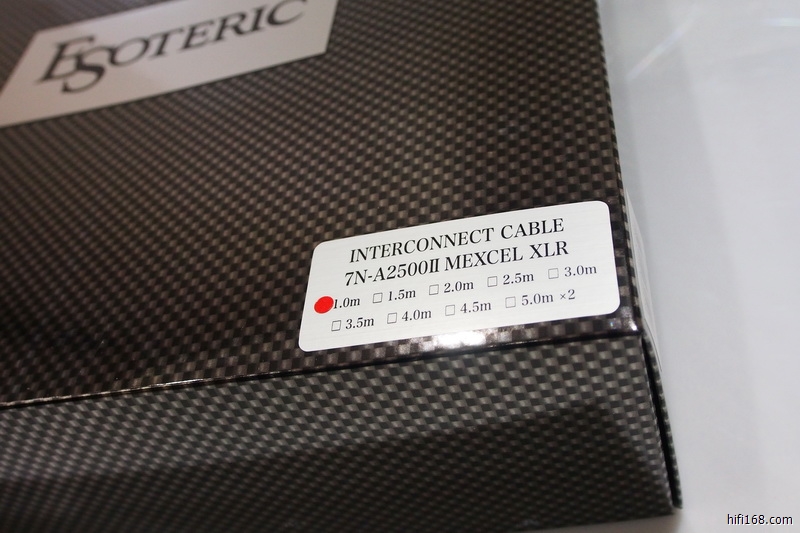 ESOTERIC
INTERCONNECT CABLE
7N-A2500II MEXCEL XLR
1.0m □ 1.5m □ 2.0m □ 2.5m □ 3.0m
□ 3.5m □ 4.0m □ 4.5m □ 5.0m ×2
hifi168.com